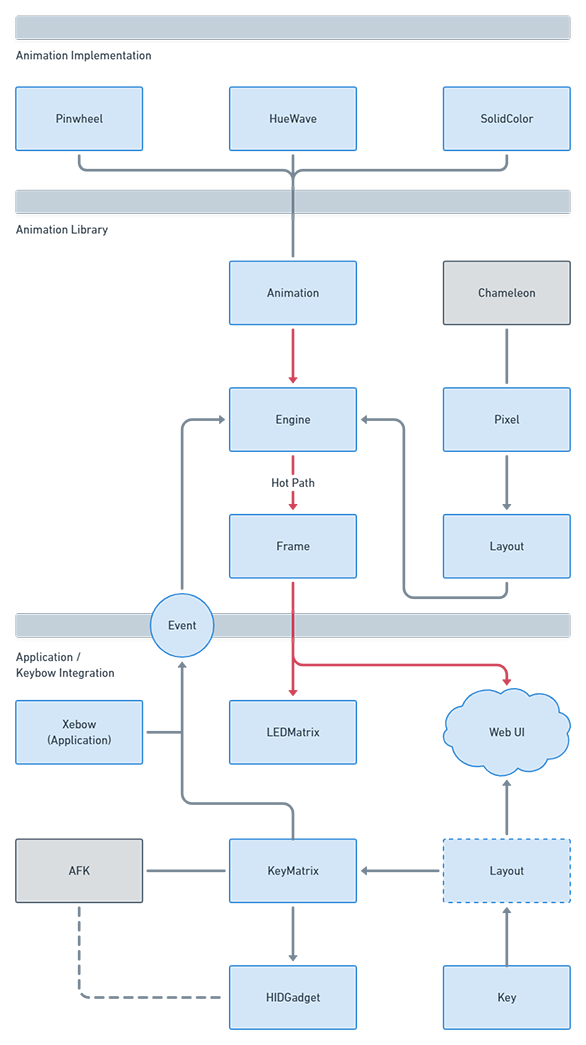 Animation Implementation
Pinwheel
HueWave
SolidColor
Animation Library
Animation
Chameleon
Engine
Pixel
Hot Path
Frame
Layout
Event
Application /
Keybow Integration
Xebow
(Application)
LEDMatrix
Web UI
AFK
KeyMatrix
Layout
HIDGadget
Key